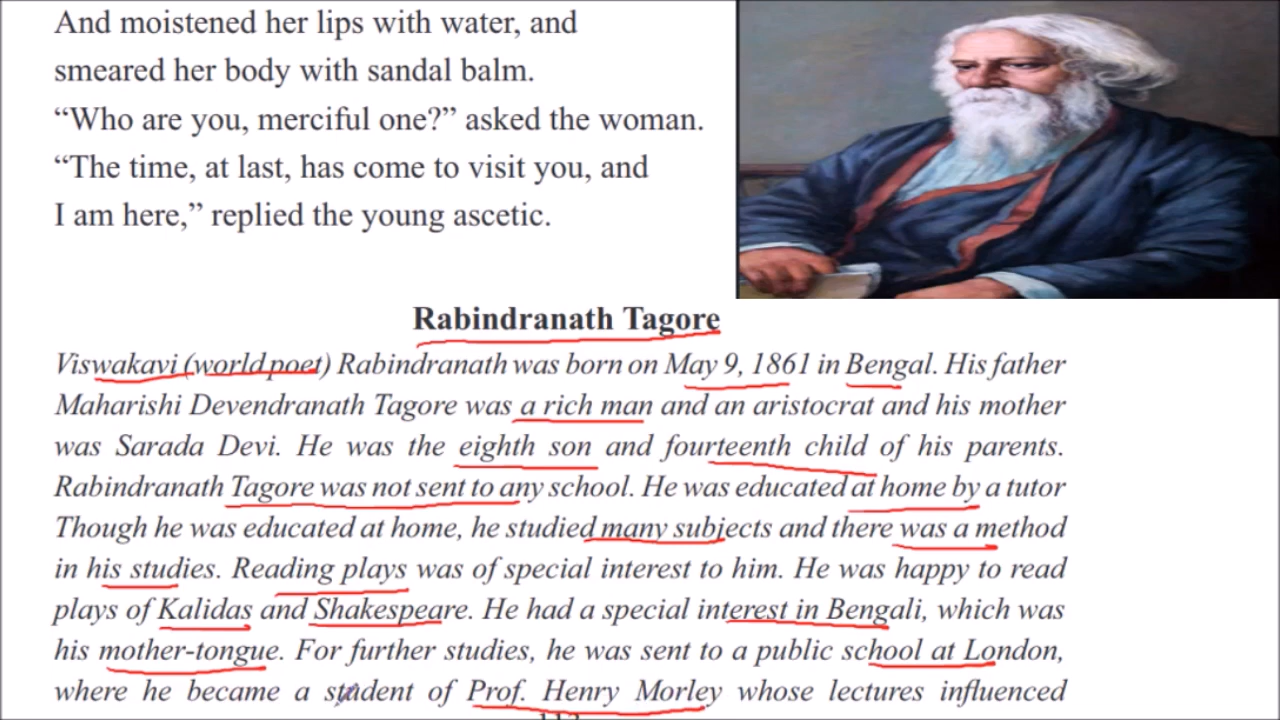 And moistened her lips with water, and
smeared her body with sandal balm.
“Who are you, merciful one?” asked the woman.
“The time, at last, has come to visit you, and
I am here,” replied the young ascetic.
Rabindranath Tagore
Viswakavi (world poet) Rabindranath was born on May 9, 1861 in Bengal. His father
Maharishi Devendranath Tagore was a rich man and an aristocrat and his mother
was Sarada Devi. He was the eighth son and fourteenth child of his parents.
Rabindranath Tagore was not sent to any school. He was educated at home by a tutor
Though he was educated at home, he studied many subjects and there was a method
in his studies. Reading plays was of special interest to him. He was happy to read
plays of Kalidas and Shakespeare. He had a special interest in Bengali, which was
his mother-tongue. For further studies, he was sent to a public school at London,
where he became a student of Prof. Henry Morley whose lectures influenced